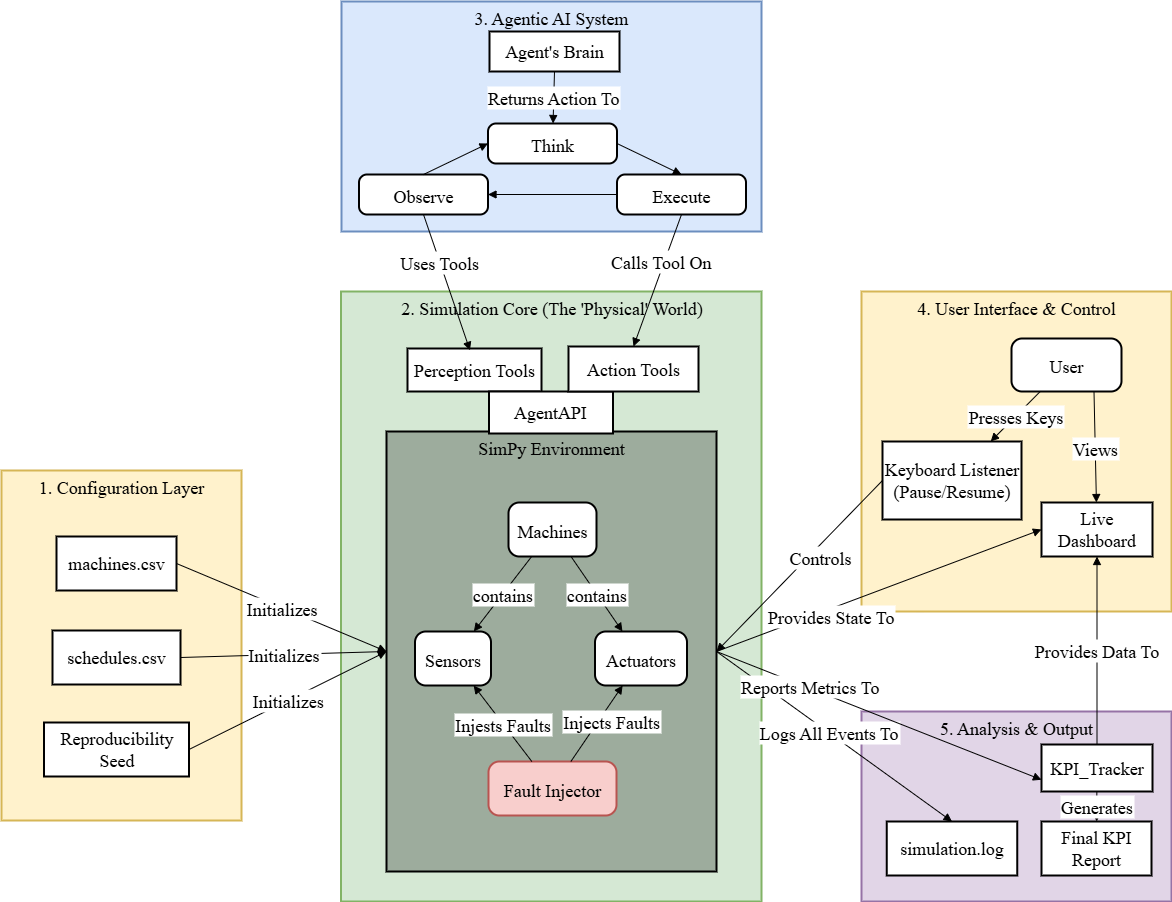 3. Agentic AI System
Agent's Brain
Returns Action To
Think
Observe
Execute
Uses Tools
Calls Tool On
2. Simulation Core (The 'Physical' World)
Perception Tools
Action Tools
AgentAPI
SimPy Environment
Machines
contains
contains
Sensors
Actuators
Injests Faults
Injects Faults
Fault Injector
1. Configuration Layer
machines.csv
Initializes
schedules.csv
Initializes
Initializes
Reproducibility
Seed
4. User Interface & Control
User
Presses Keys
Views
Keyboard Listener
(Pause/Resume)
Live
Dashboard
Controls
Provides State To
Provides Data To
Reports Metrics To
Logs All Events To
5. Analysis & Output
KPI_Tracker
Generates
simulation.log
Final KPI
Report